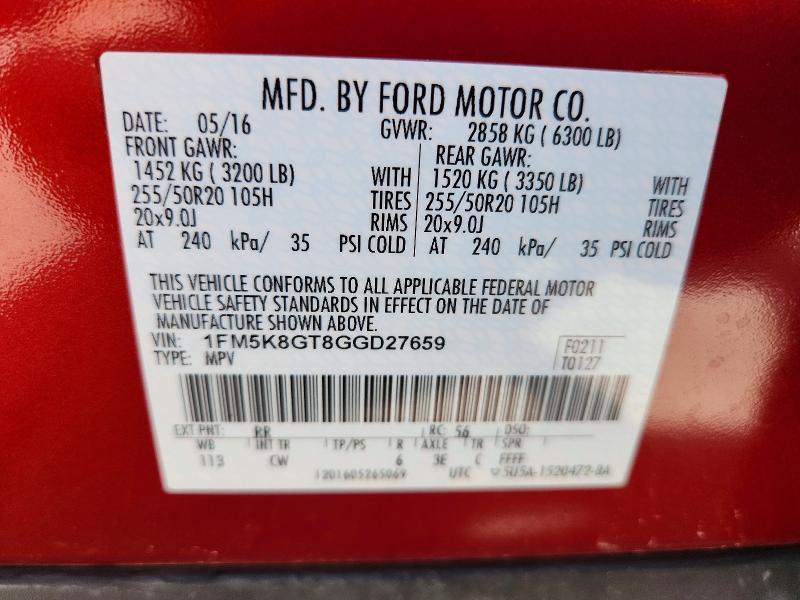 MFD. BY FORD MOTOR CO.
DATE: 05/16 GVWR: 2858 KG ( 6300 LB)
FRONT GAWR: REAR GAWR:
1452 KG ( 3200 LB) WITH 1520 KG ( 3350 LB) WITH
255/50R20 105H TIRES 255/50R20 105H TIRES
20x9.0J RIMS 20x9.0J RIMS
AT 240 kPa/ 35 PSI COLD AT 240 kPa/ 35 PSI COLD
THIS VEHICLE CONFORMS TO ALL APPLICABLE FEDERAL MOTOR
VEHICLE SAFETY STANDARDS IN EFFECT ON THE DATE OF
MANUFACTURE SHOWN ABOVE.
VIN: 1FM5K8GT8GGD27659 F0211
TYPE: MPV T0127
EXT PNT: RR RC: 56 DSO:
WB INT TR TP/PS R AXLE TR SPR
113 CW 6 3E C FFFF
1201605265069 UTC 5U5A-1520472-BA